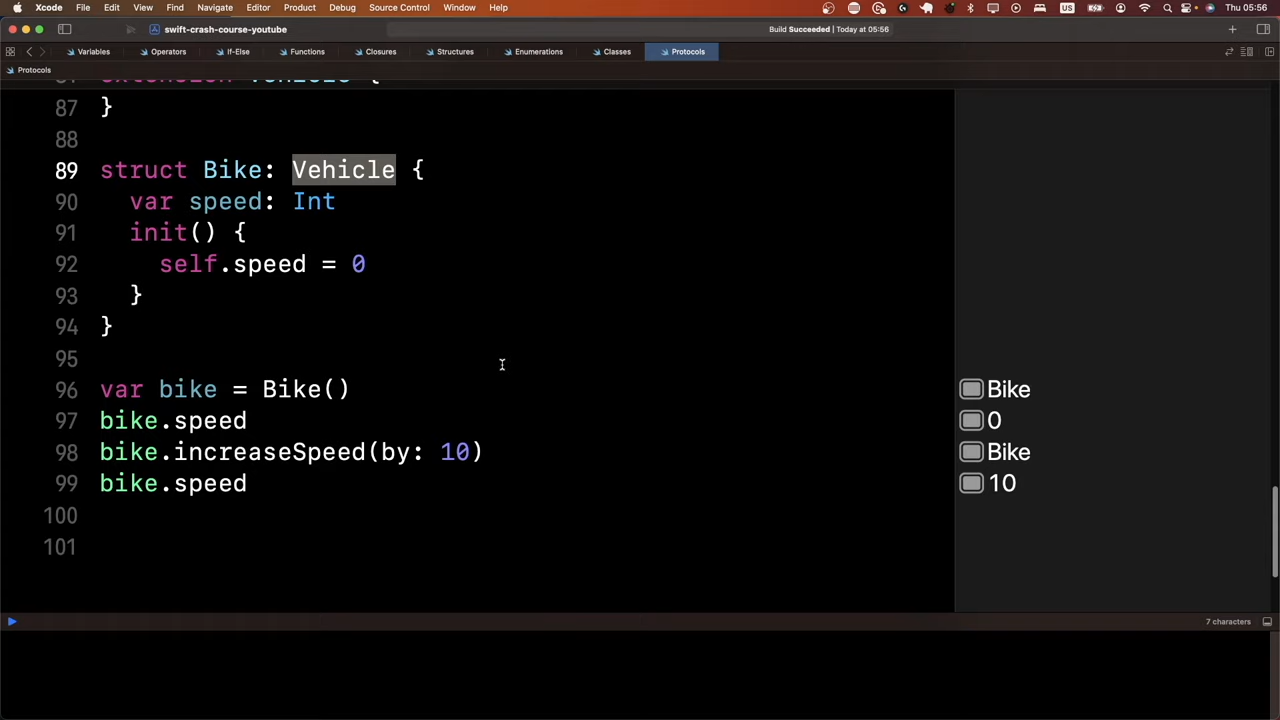 Xcode File Edit View Find Navigate Editor Product Debug Source Control Window Help Thu 05:56
swift-crash-course-youtube Build Succeeded | Today at 05:56
Variables Operators If-Else Functions Closures Structures Enumerations Classes Protocols
Protocols
87 }
88
89 struct Bike: Vehicle {
90 var speed: Int
91 init() {
92 self.speed = 0
93 }
94 }
95
96 var bike = Bike() Bike
97 bike.speed 0
98 bike.increaseSpeed(by: 10) Bike
99 bike.speed 10
100
101
7 characters